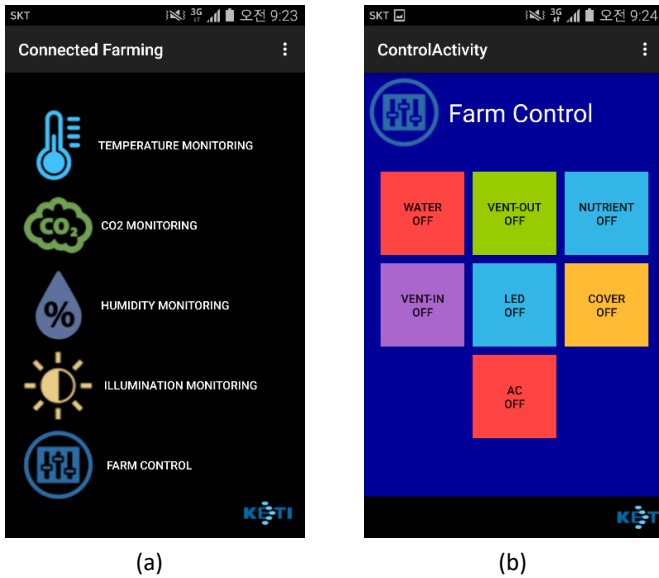 SKT 3G 오전 9:23
Connected Farming
TEMPERATURE MONITORING
CO2 CO2 MONITORING
% HUMIDITY MONITORING
ILLUMINATION MONITORING
FARM CONTROL
KETI
(a)
SKT 3G 오전 9:24
ControlActivity
Farm Control
WATER
OFF
VENT-OUT
OFF
NUTRIENT
OFF
VENT-IN
OFF
LED
OFF
COVER
OFF
AC
OFF
KET
(b)